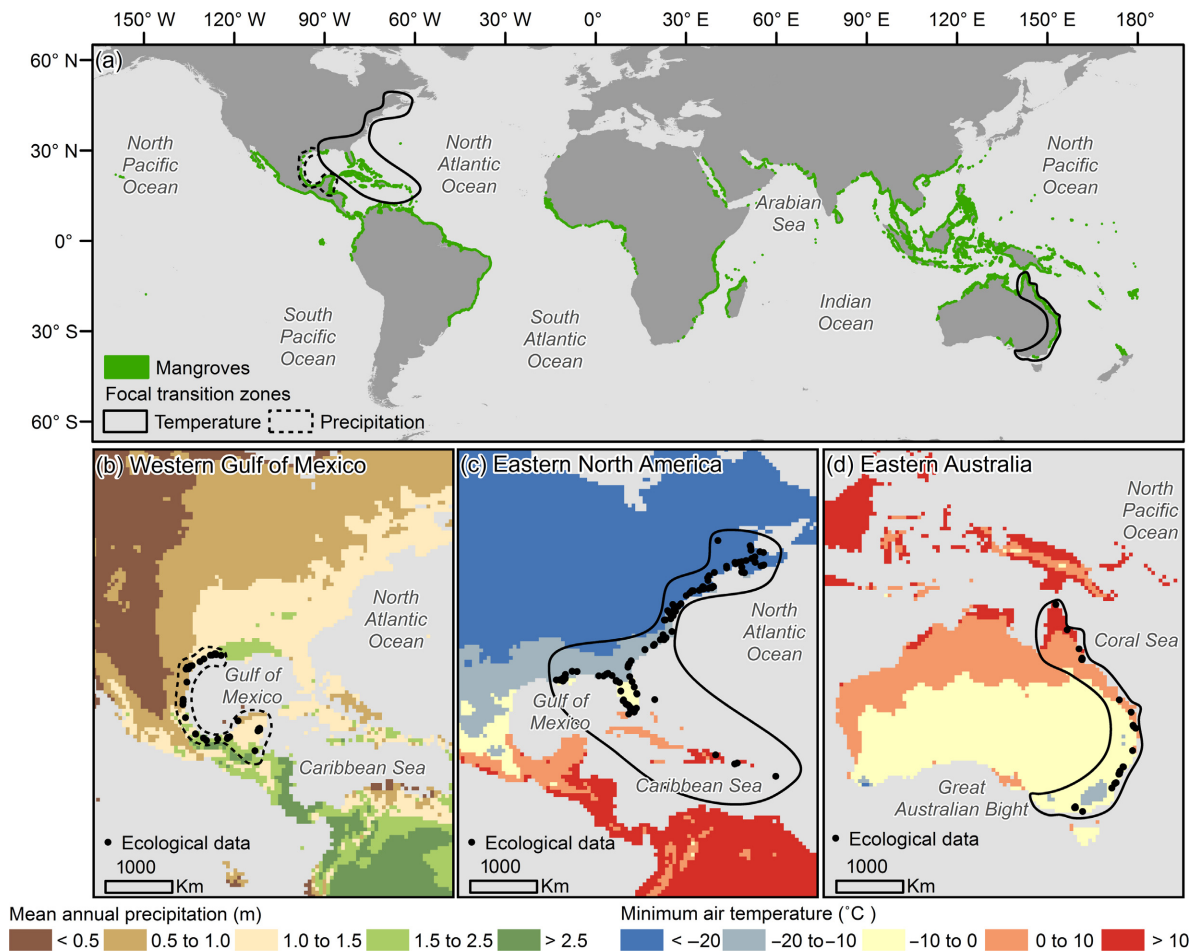 150° W 120° W 90° W 60° W 30° W 0° 30° E 60° E 90° E 120° E 150° E 180°
60° N
30° N
0°
30° S
60° S
(a)
North
Pacific
Ocean
North
Atlantic
Ocean
Arabian
Sea
North
Pacific
Ocean
South
Pacific
Ocean
South
Atlantic
Ocean
Indian
Ocean
Mangroves
Focal transition zones
Temperature Precipitation
(b) Western Gulf of Mexico
North
Atlantic
Ocean
Gulf of
Mexico
Caribbean Sea
Ecological data
1000
Km
(c) Eastern North America
North
Atlantic
Ocean
Gulf of
Mexico
Caribbean Sea
Ecological data
1000
Km
(d) Eastern Australia
North
Pacific
Ocean
Coral Sea
Great
Australian Bight
Ecological data
1000
Km
Mean annual precipitation (m)
< 0.5 0.5 to 1.0 1.0 to 1.5 1.5 to 2.5 > 2.5
Minimum air temperature (˚C )
< –20 –20 to–10 –10 to 0 0 to 10 > 10